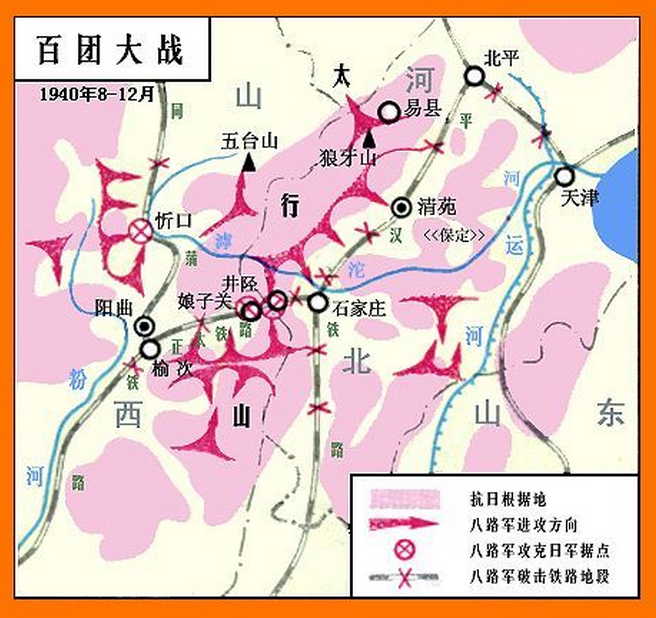 百团大战
1940年8-12月
北平
太
河
山
同
易县
平
五台山
狼牙山
行
河
清苑
天津
忻口
汉
<<保定>>
滹
运
蒲
沱
井陉
娘子关
石家庄
阳曲
铁
路
铁
河
正
太
榆次
北
粉
铁
西
山
山
东
路
河
路
抗日根据地
八路军进攻方向
八路军攻克日军据点
八路军破击铁路地段